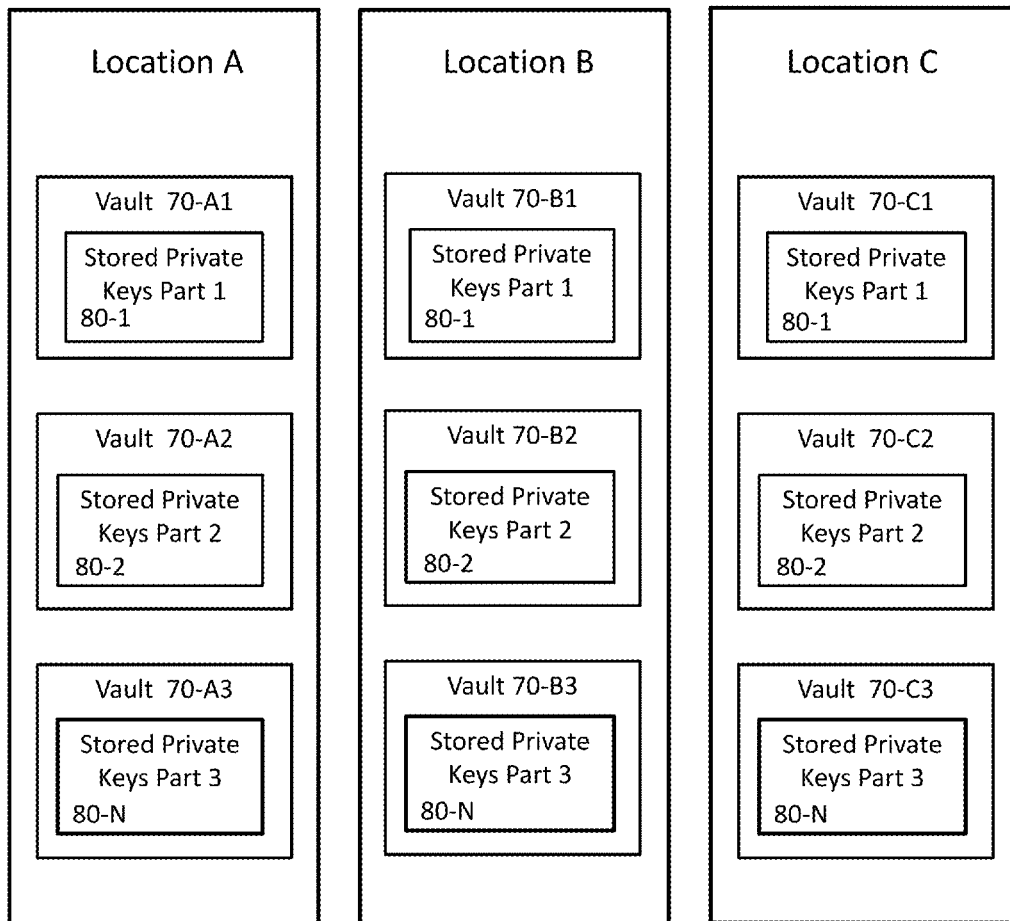 Location A
Vault 70-A1
Stored Private
Keys Part 1
80-1
Vault 70-A2
Stored Private
Keys Part 2
80-2
Vault 70-A3
Stored Private
Keys Part 3
80-N
Location B
Vault 70-B1
Stored Private
Keys Part 1
80-1
Vault 70-B2
Stored Private
Keys Part 2
80-2
Vault 70-B3
Stored Private
Keys Part 3
80-N
Location C
Vault 70-C1
Stored Private
Keys Part 1
80-1
Vault 70-C2
Stored Private
Keys Part 2
80-2
Vault 70-C3
Stored Private
Keys Part 3
80-N